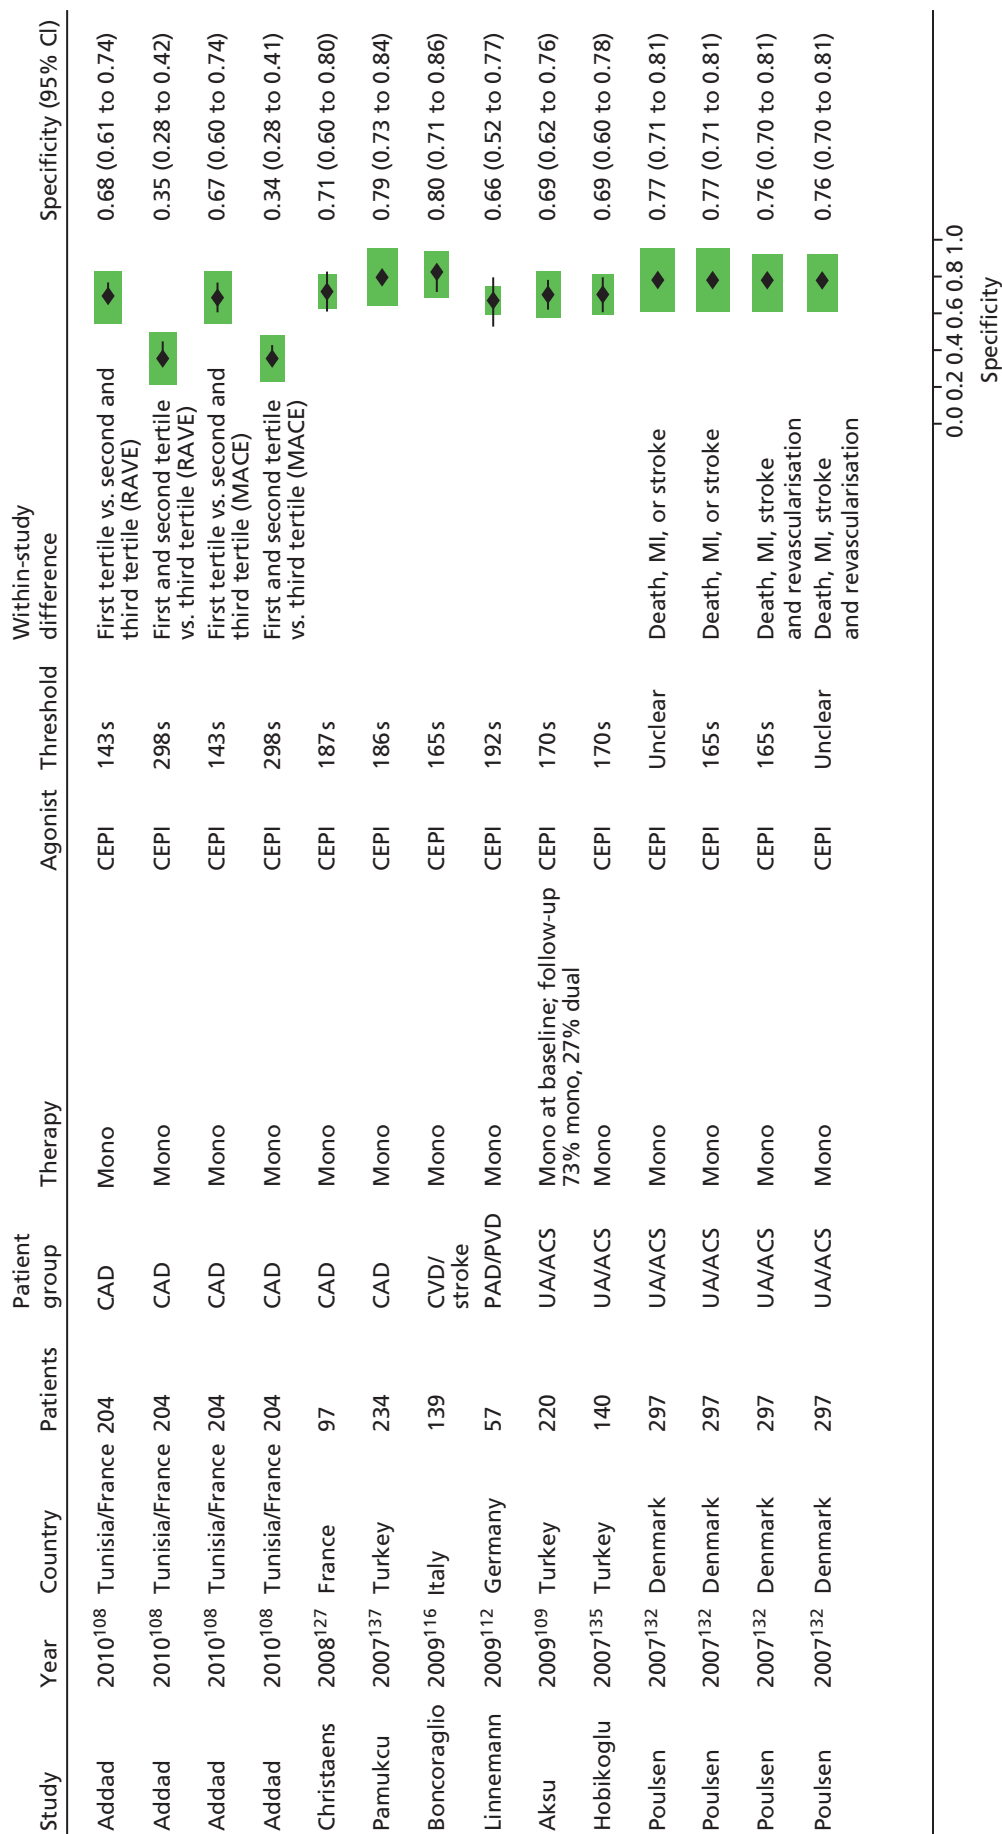 Study Year Country Patients Patient group Therapy Agonist Threshold Within-study difference Specificity (95% CI)
Addad 2010108 Tunisia/France 204 CAD Mono CEPI 143s First tertile vs. second and third tertile (RAVE) 0.68 (0.61 to 0.74)
Addad 2010108 Tunisia/France 204 CAD Mono CEPI 298s First and second tertile vs. third tertile (RAVE) 0.35 (0.28 to 0.42)
Addad 2010108 Tunisia/France 204 CAD Mono CEPI 143s First tertile vs. second and third tertile (MACE) 0.67 (0.60 to 0.74)
Addad 2010108 Tunisia/France 204 CAD Mono CEPI 298s First and second tertile vs. third tertile (MACE) 0.34 (0.28 to 0.41)
Christaens 2008127 France 97 CAD Mono CEPI 187s 0.71 (0.60 to 0.80)
Pamukcu 2007137 Turkey 234 CAD Mono CEPI 186s 0.79 (0.73 to 0.84)
Boncoraglio 2009116 Italy 139 CVD/ stroke Mono CEPI 165s 0.80 (0.71 to 0.86)
Linnemann 2009112 Germany 57 PAD/PVD Mono CEPI 192s 0.66 (0.52 to 0.77)
Aksu 2009109 Turkey 220 UA/ACS Mono at baseline; follow-up 73% mono, 27% dual CEPI 170s 0.69 (0.62 to 0.76)
Hobikoglu 2007135 Turkey 140 UA/ACS Mono CEPI 170s 0.69 (0.60 to 0.78)
Poulsen 2007132 Denmark 297 UA/ACS Mono CEPI Unclear Death, MI, or stroke 0.77 (0.71 to 0.81)
Poulsen 2007132 Denmark 297 UA/ACS Mono CEPI 165s Death, MI, or stroke 0.77 (0.71 to 0.81)
Poulsen 2007132 Denmark 297 UA/ACS Mono CEPI 165s Death, MI, stroke and revascularisation 0.76 (0.70 to 0.81)
Poulsen 2007132 Denmark 297 UA/ACS Mono CEPI Unclear Death, MI, stroke and revascularisation 0.76 (0.70 to 0.81)
0.0 0.2 0.4 0.6 0.8 1.0
Specificity